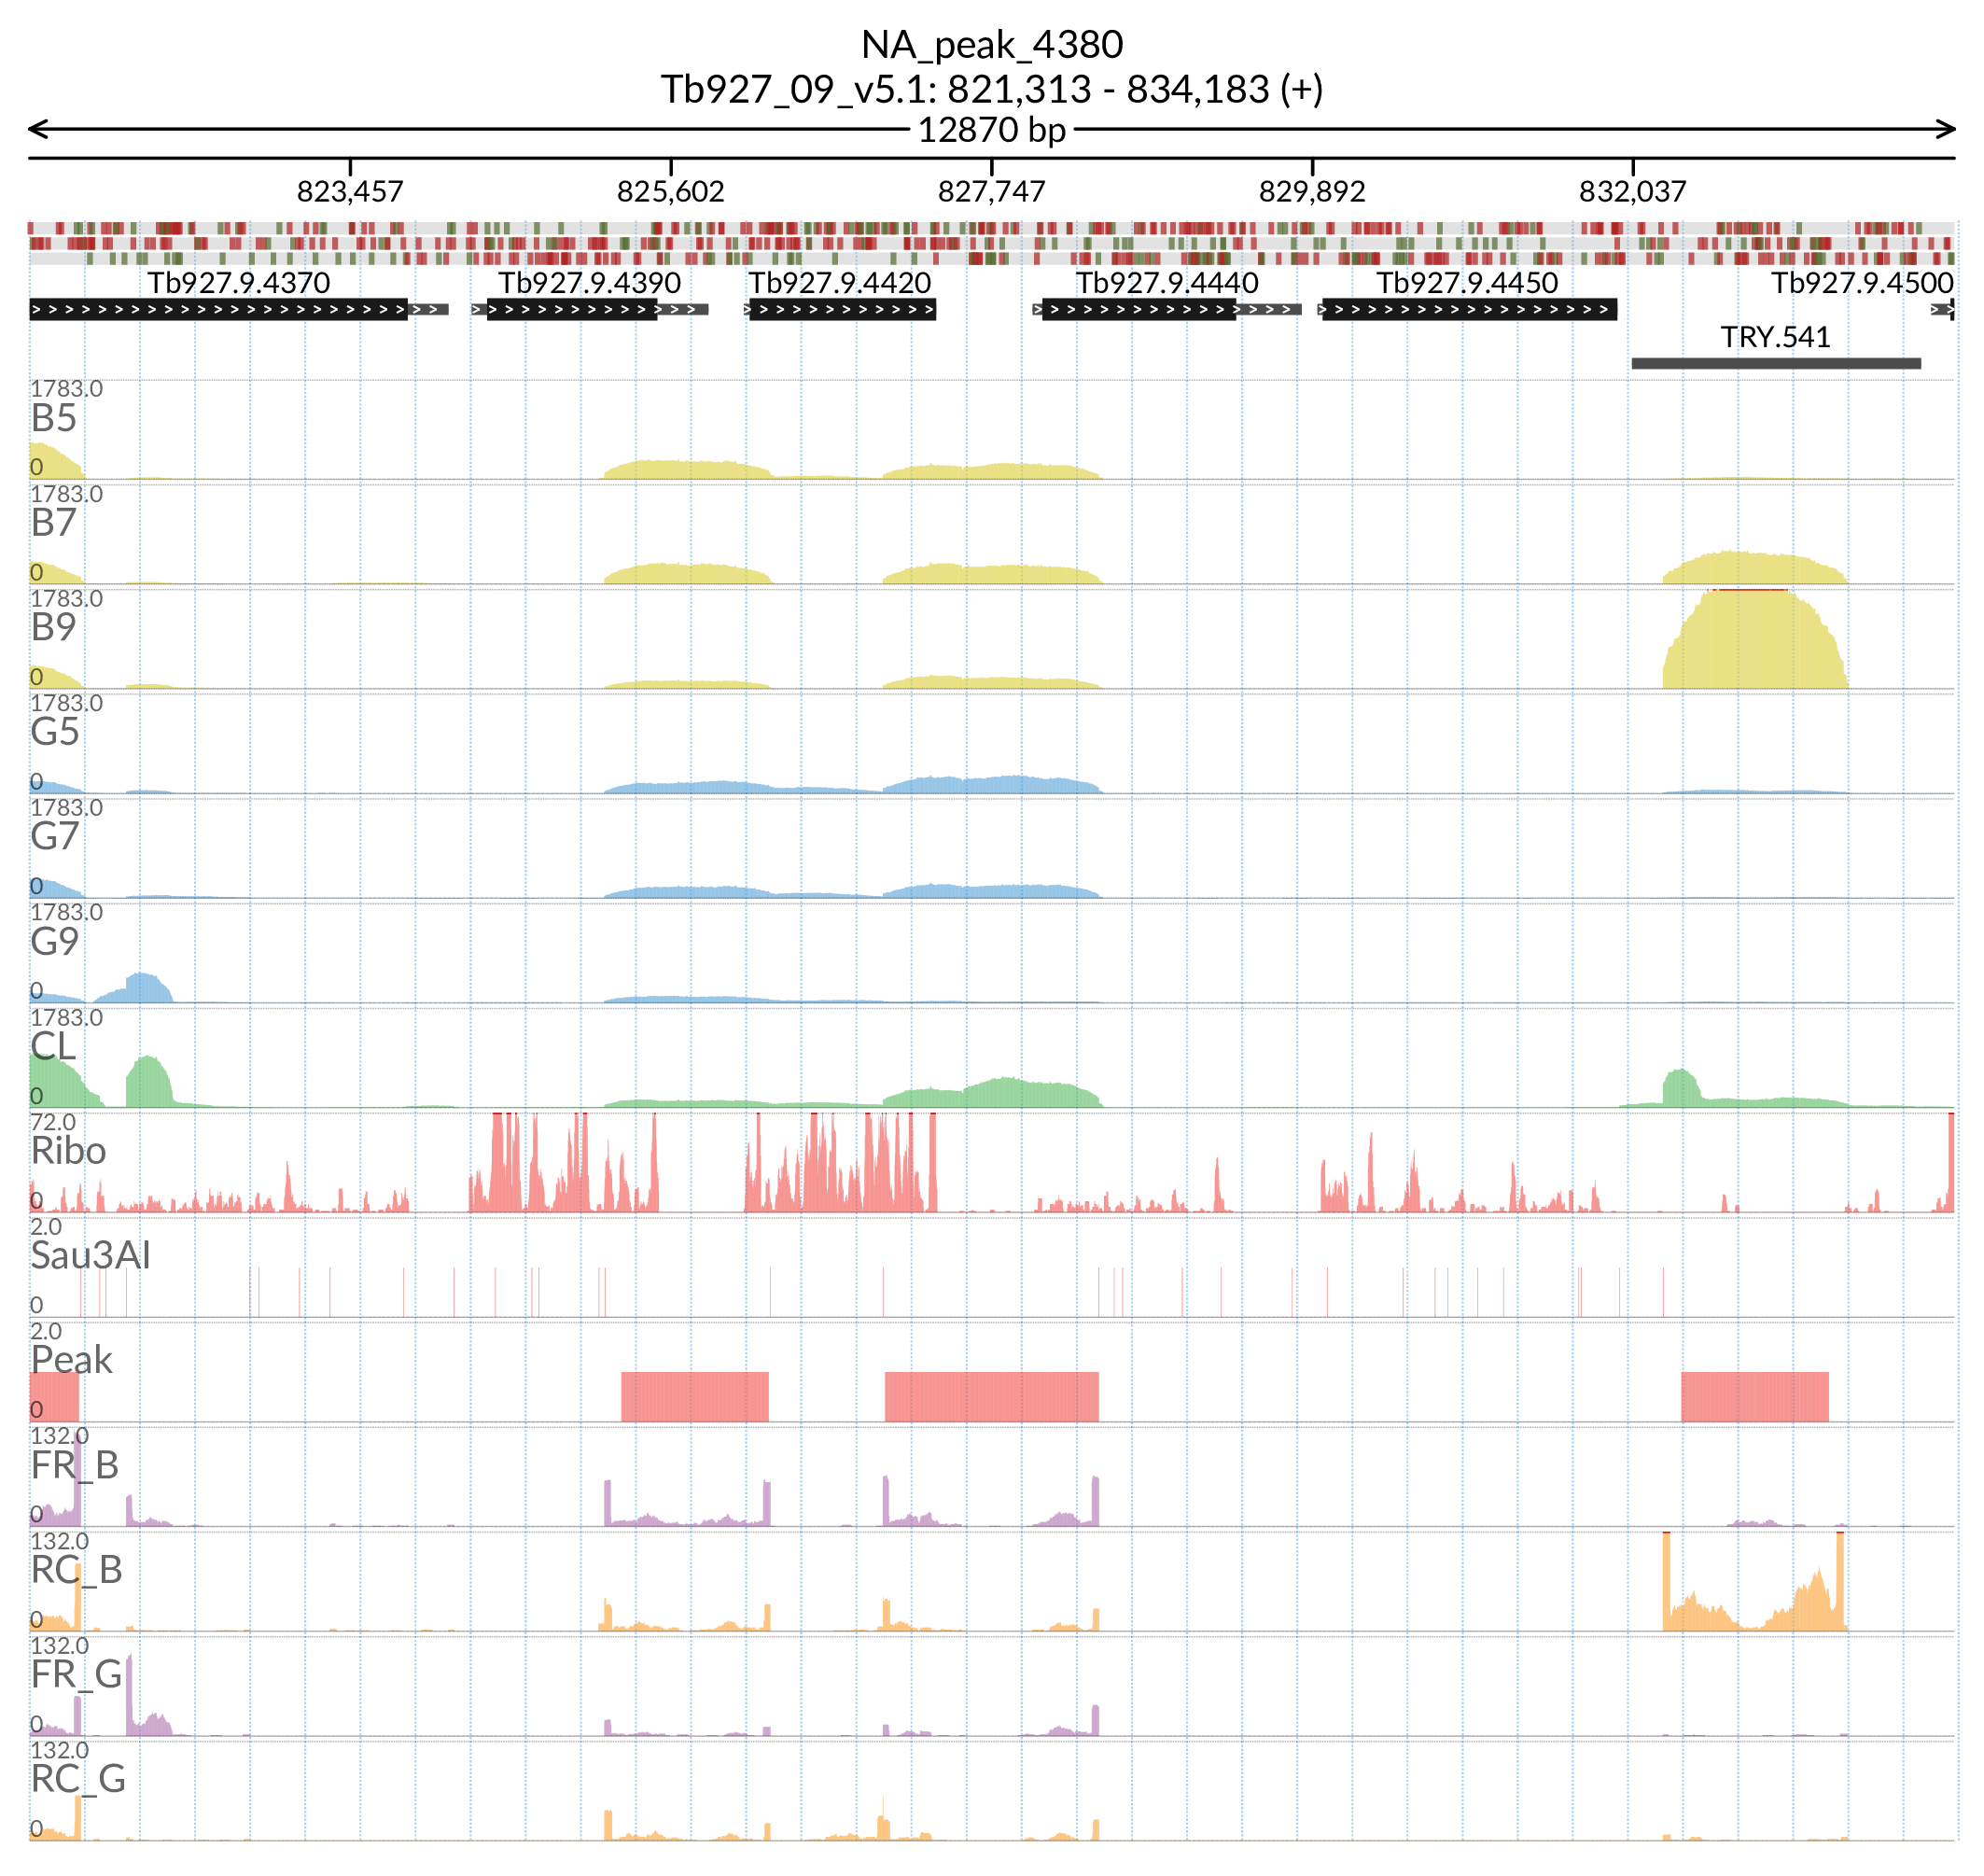 NA_peak_4380
Tb927_09_v5.1: 821,313 - 834,183 (+)
12870 bp
823,457 825,602 827,747 829,892 832,037
Tb927.9.4370 Tb927.9.4390 Tb927.9.4420 Tb927.9.4440 Tb927.9.4450 Tb927.9.4500
TRY.541
1783.0
B5
0
1783.0
B7
0
1783.0
B9
0
1783.0
G5
0
1783.0
G7
0
1783.0
G9
0
1783.0
CL
0
72.0
Ribo
0
2.0
Sau3AI
0
2.0
Peak
0
132.0
FR_B
0
132.0
RC_B
0
132.0
FR_G
0
132.0
RC_G
0